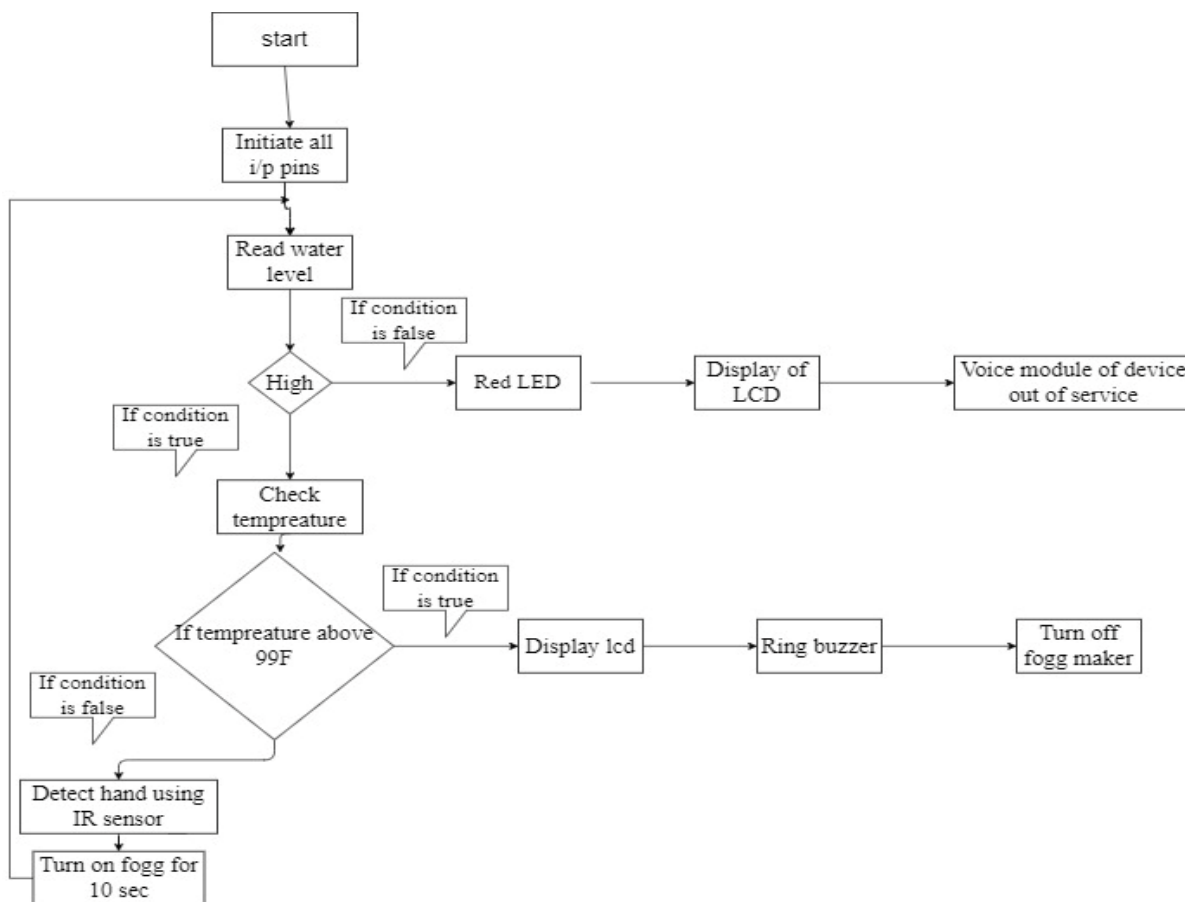 start
Initiate all
i/p pins
Read water
level
If condition
is false
High
Red LED
Display of
LCD
Voice module of device
out of service
If condition
is true
Check
tempreature
If condition
is true
If tempreature above
99F
Display lcd
Ring buzzer
Turn off
fogg maker
If condition
is false
Detect hand using
IR sensor
Turn on fogg for
10 sec